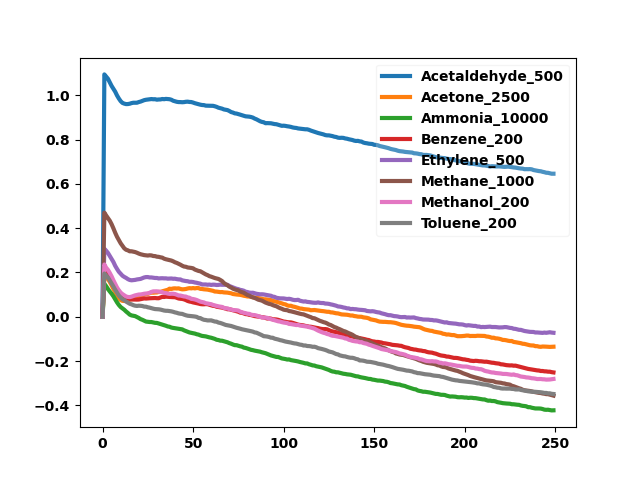 Acetaldehyde_500
Acetone_2500
Ammonia_10000
Benzene_200
Ethylene_500
Methane_1000
Methanol_200
Toluene_200
1.0
0.8
0.6
0.4
0.2
0.0
−0.2
−0.4
0 50 100 150 200 250